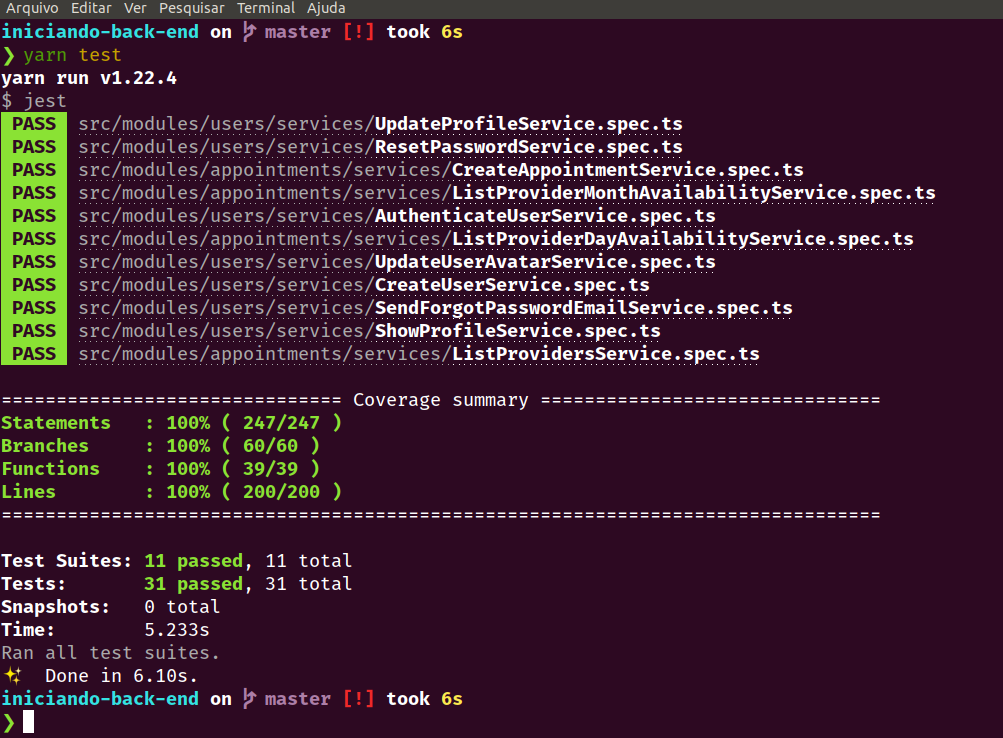 Arquivo Editar Ver Pesquisar Terminal Ajuda
iniciando-back-end on master [!] took 6s
❯ yarn test
yarn run v1.22.4
$ jest
PASS src/modules/users/services/UpdateProfileService.spec.ts
PASS src/modules/users/services/ResetPasswordService.spec.ts
PASS src/modules/appointments/services/CreateAppointmentService.spec.ts
PASS src/modules/appointments/services/ListProviderMonthAvailabilityService.spec.ts
PASS src/modules/users/services/AuthenticateUserService.spec.ts
PASS src/modules/appointments/services/ListProviderDayAvailabilityService.spec.ts
PASS src/modules/users/services/UpdateUserAvatarService.spec.ts
PASS src/modules/users/services/CreateUserService.spec.ts
PASS src/modules/users/services/SendForgotPasswordEmailService.spec.ts
PASS src/modules/users/services/ShowProfileService.spec.ts
PASS src/modules/appointments/services/ListProvidersService.spec.ts
=============================== Coverage summary ===============================
Statements : 100% ( 247/247 )
Branches : 100% ( 60/60 )
Functions : 100% ( 39/39 )
Lines : 100% ( 200/200 )
================================================================================
Test Suites: 11 passed, 11 total
Tests: 31 passed, 31 total
Snapshots: 0 total
Time: 5.233s
Ran all test suites.
✨ Done in 6.10s.
iniciando-back-end on master [!] took 6s
❯